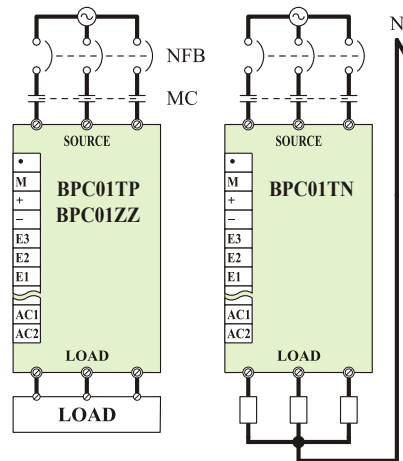 N
NFB
MC
SOURCE
BPC01TP
BPC01ZZ
•
M
+
–
E3
E2
E1
AC1
AC2
LOAD
LOAD
SOURCE
BPC01TN
•
M
+
–
E3
E2
E1
AC1
AC2
LOAD